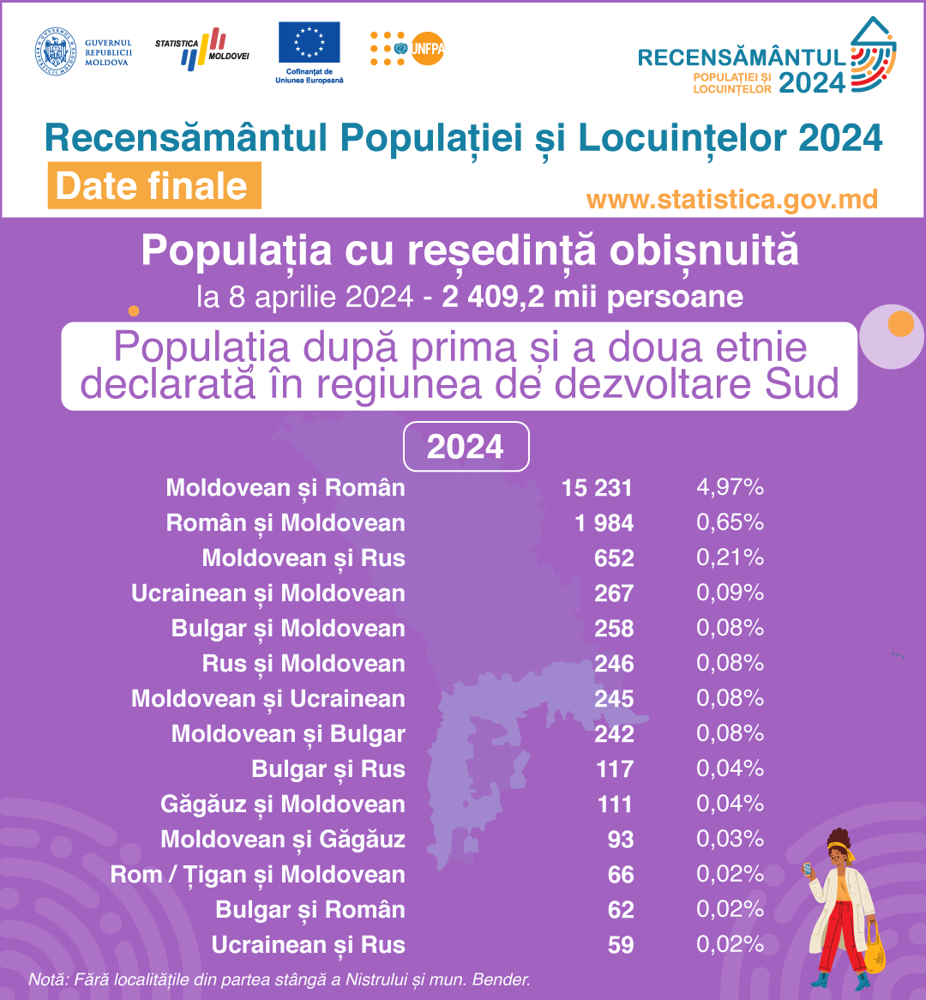 GUVERNUL
REPUBLICII
MOLDOVA
STATISTICA
MOLDOVEI
Cofinanțat de
Uniunea Europeană
UNFPA
RECENSĂMÂNTUL
POPULAȚIEI ȘI
LOCUINȚELOR
2024
Recensământul Populației și Locuințelor 2024
Date finale
www.statistica.gov.md
Populația cu reședință obișnuită
la 8 aprilie 2024 - 2 409,2 mii persoane
Populația după prima și a doua etnie
declarată în regiunea de dezvoltare Sud
2024
Moldovean și Român 15 231 4,97%
Român și Moldovean 1 984 0,65%
Moldovean și Rus 652 0,21%
Ucrainean și Moldovean 267 0,09%
Bulgar și Moldovean 258 0,08%
Rus și Moldovean 246 0,08%
Moldovean și Ucrainean 245 0,08%
Moldovean și Bulgar 242 0,08%
Bulgar și Rus 117 0,04%
Găgăuz și Moldovean 111 0,04%
Moldovean și Găgăuz 93 0,03%
Rom / Țigan și Moldovean 66 0,02%
Bulgar și Român 62 0,02%
Ucrainean și Rus 59 0,02%
Notă: Fără localitățile din partea stângă a Nistrului și mun. Bender.